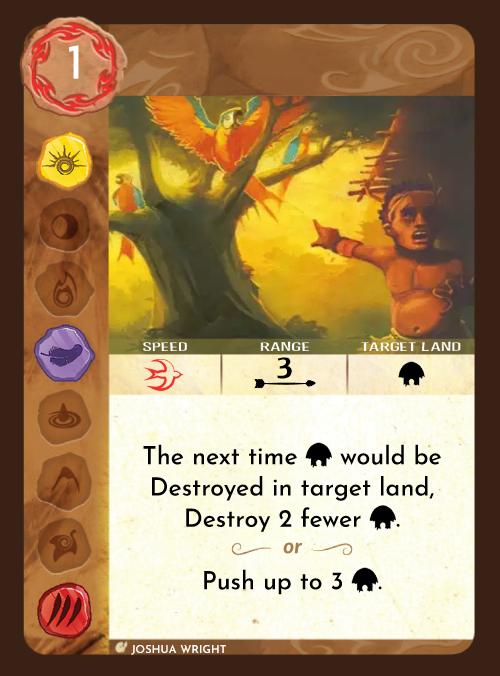 1
SPEED
RANGE
TARGET LAND
3
The next time would be
Destroyed in target land,
Destroy 2 fewer .
or
Push up to 3 .
JOSHUA WRIGHT